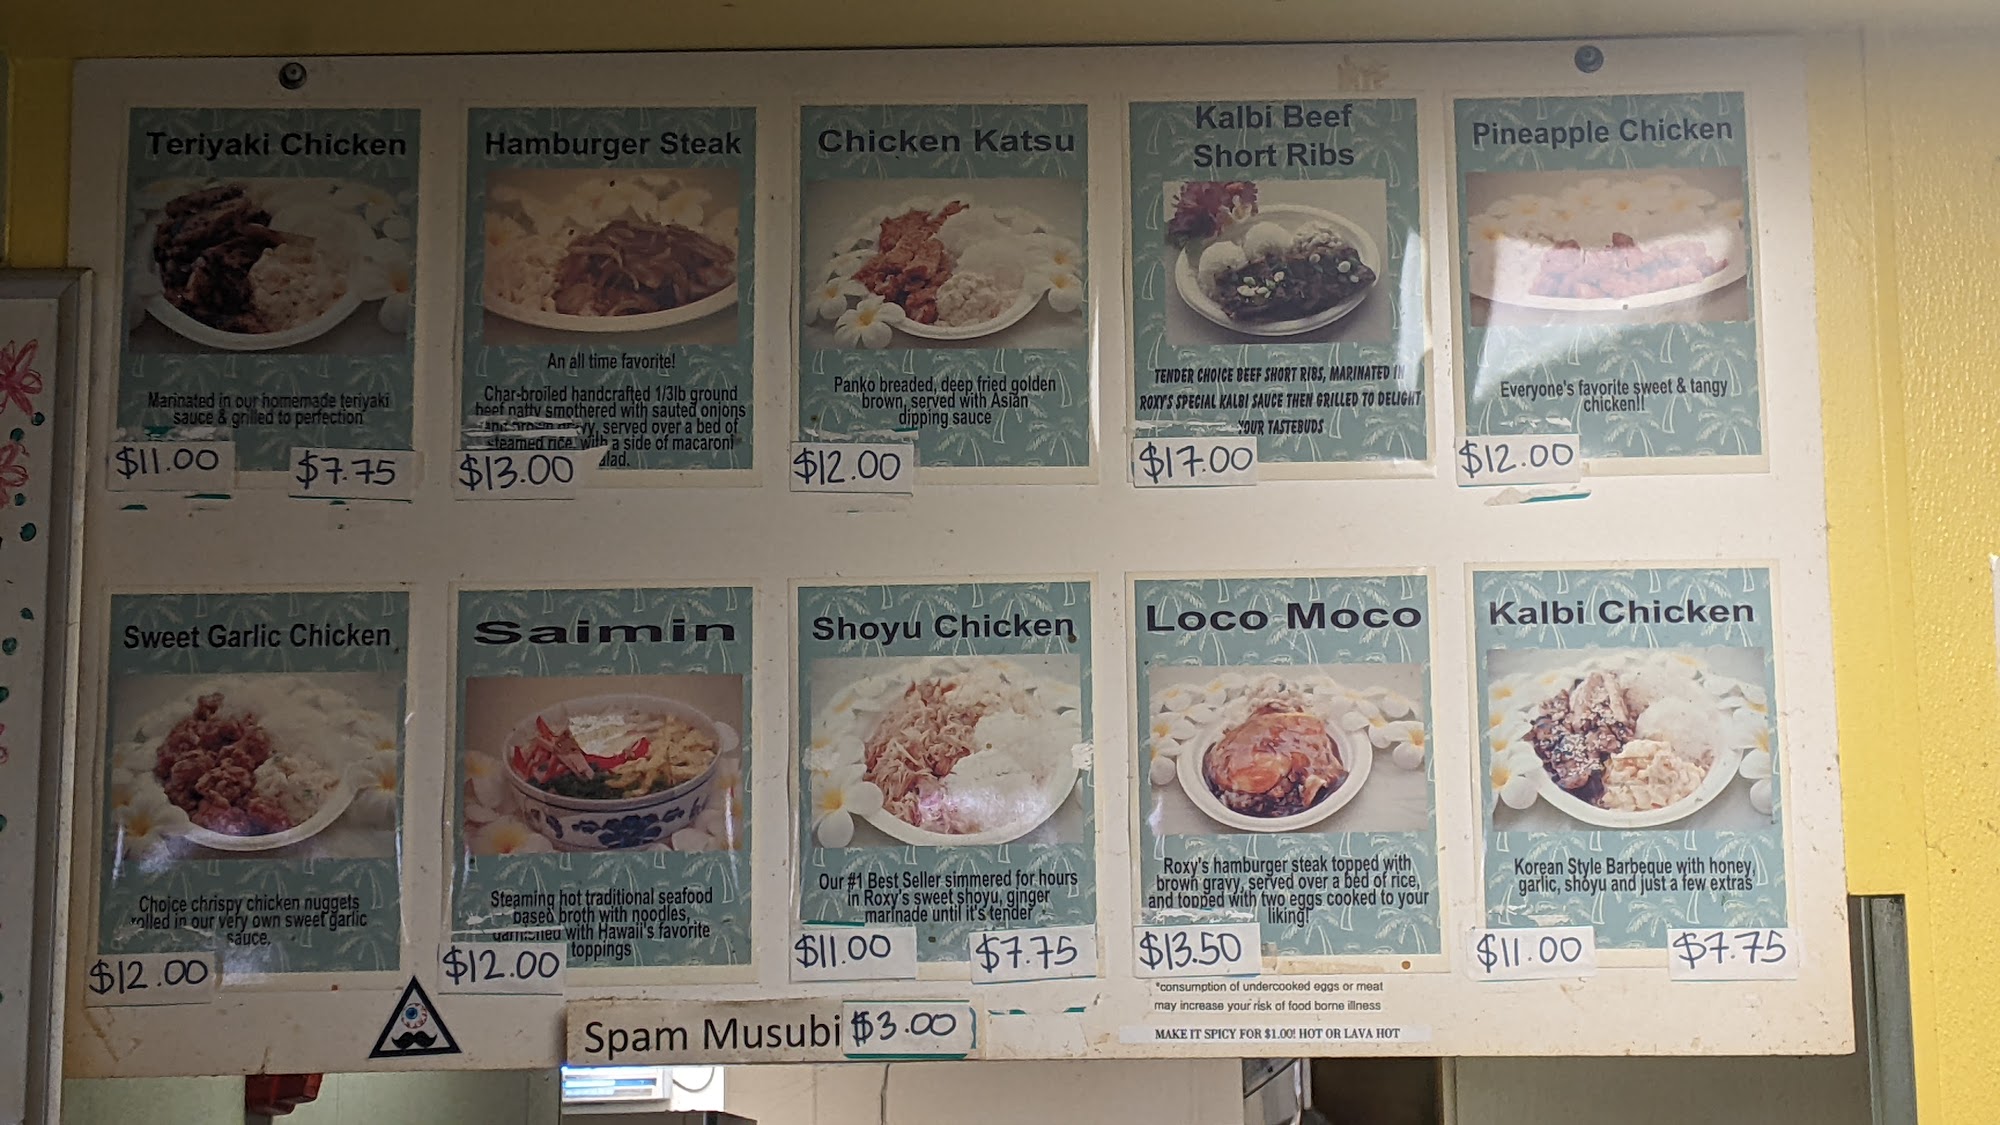 Teriyaki Chicken
Marinated in our homemade teriyaki
sauce & grilled to perfection
$11.00
$7.75
Hamburger Steak
An all time favorite!
Char-broiled handcrafted 1/3lb ground
beef patty smothered with sauted onions
and brown gravy, served over a bed of
steamed rice, with a side of macaroni
alad.
$13.00
Chicken Katsu
Panko breaded, deep fried golden
brown, served with Asian
dipping sauce
$12.00
Kalbi Beef
Short Ribs
TENDER CHOICE BEEF SHORT RIBS, MARINATED IN
ROXY'S SPECIAL KALBI SAUCE THEN GRILLED TO DELIGHT
YOUR TASTEBUDS
$17.00
Pineapple Chicken
Everyone's favorite sweet & tangy
chicken!!
$12.00
Sweet Garlic Chicken
Choice chrispy chicken nuggets
rolled in our very own sweet garlic
sauce.
$12.00
Saimin
Steaming hot traditional seafood
based broth with noodles,
garnished with Hawaii's favorite
toppings
$12.00
Shoyu Chicken
Our #1 Best Seller simmered for hours
in Roxy's sweet shoyu, ginger
marinade until it's tender
$11.00
$7.75
Loco Moco
Roxy's hamburger steak topped with
brown gravy, served over a bed of rice,
and topped with two eggs cooked to your
liking!
$13.50
Kalbi Chicken
Korean Style Barbeque with honey,
garlic, shoyu and just a few extras
$11.00
$7.75
Spam Musubi $3.00
*consumption of undercooked eggs or meat
may increase your risk of food borne illness
MAKE IT SPICY FOR $1.00! HOT OR LAVA HOT